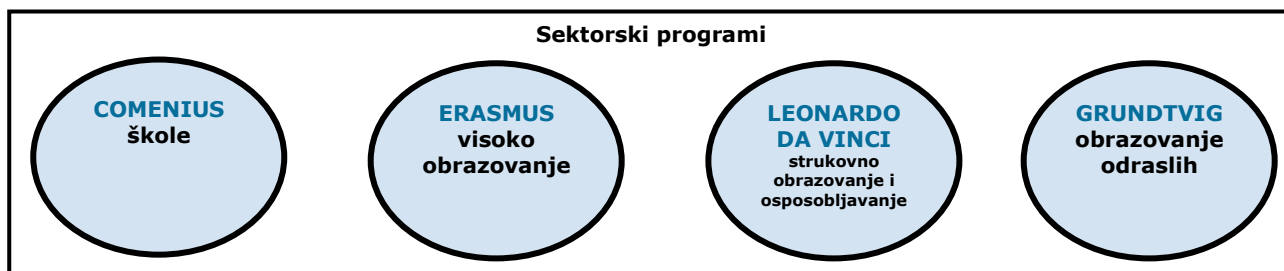 Sektorski programi
COMENIUS
škole
ERASMUS
visoko
obrazovanje
LEONARDO
DA VINCI
strukovno
obrazovanje i
osposobljavanje
GRUNDTVIG
obrazovanje
odraslih